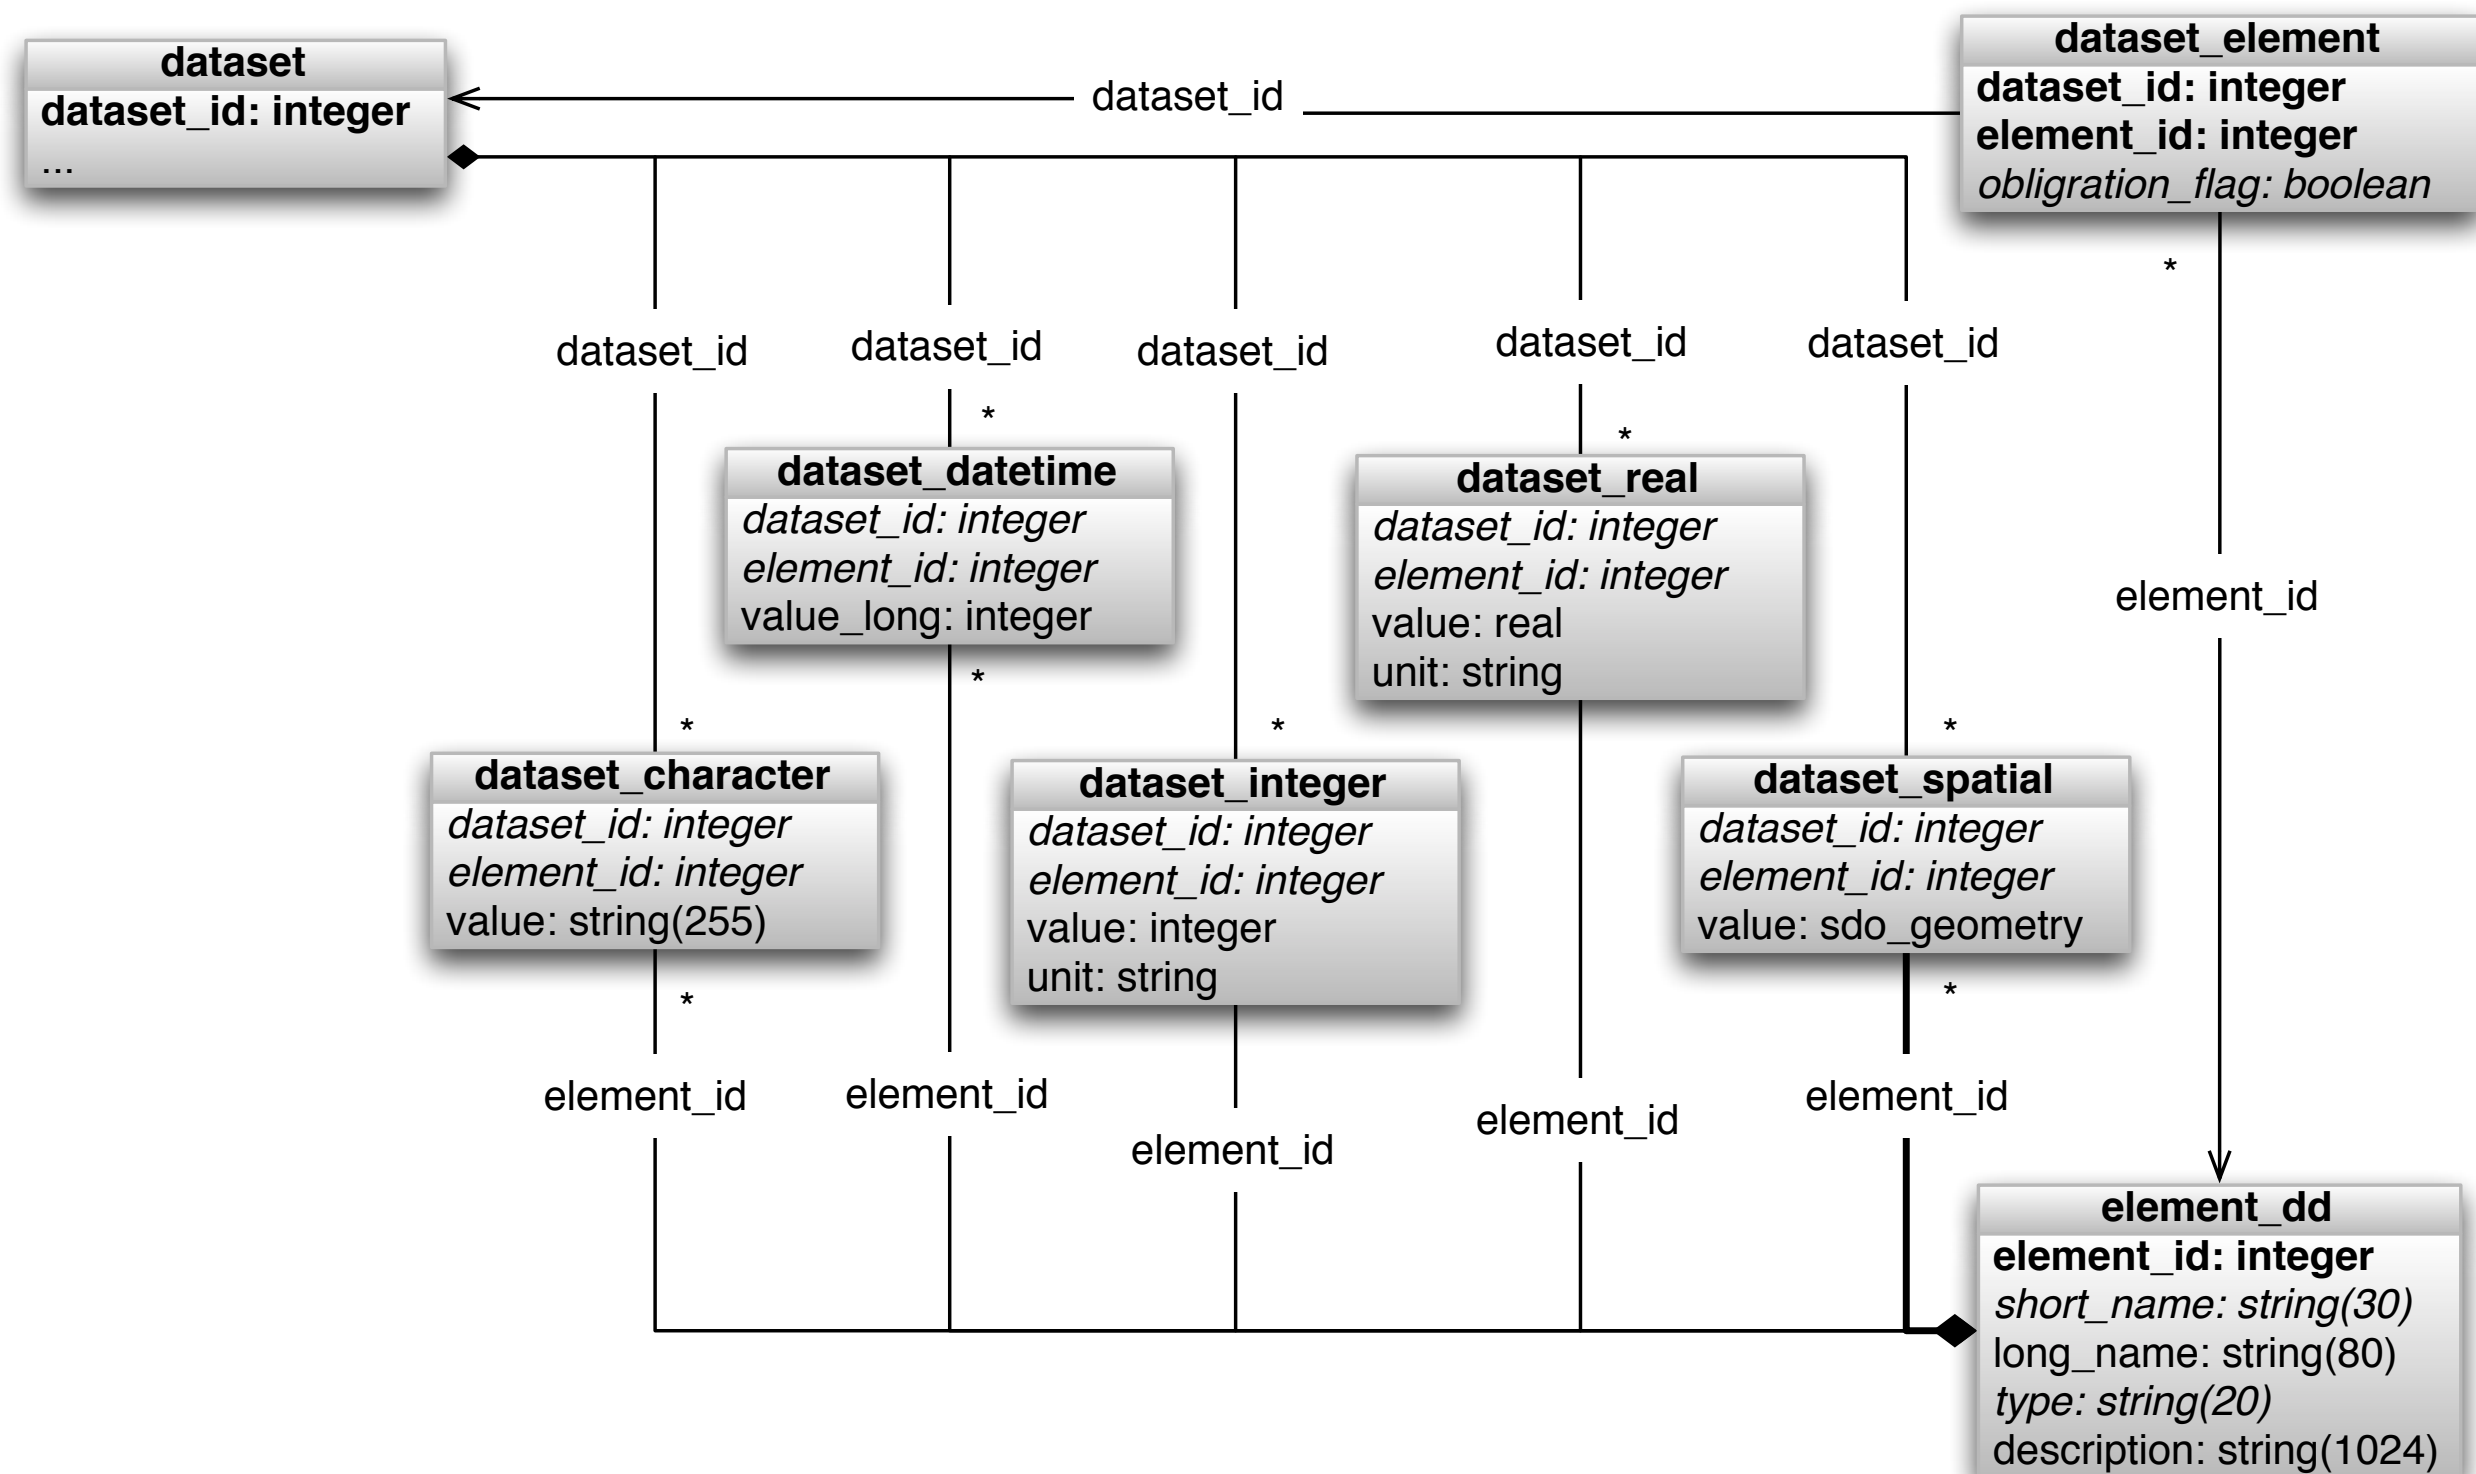 dataset
dataset_id: integer
...
dataset_id
dataset_element
dataset_id: integer
element_id: integer
obligration_flag: boolean
*
dataset_id
dataset_id
dataset_id
dataset_id
dataset_id
*
dataset_datetime
dataset_id: integer
element_id: integer
value_long: integer
*
*
dataset_real
dataset_id: integer
element_id: integer
value: real
unit: string
element_id
*
dataset_character
dataset_id: integer
element_id: integer
value: string(255)
*
*
dataset_integer
dataset_id: integer
element_id: integer
value: integer
unit: string
*
dataset_spatial
dataset_id: integer
element_id: integer
value: sdo_geometry
*
element_id
element_id
element_id
element_id
element_id
element_dd
element_id: integer
short_name: string(30)
long_name: string(80)
type: string(20)
description: string(1024)